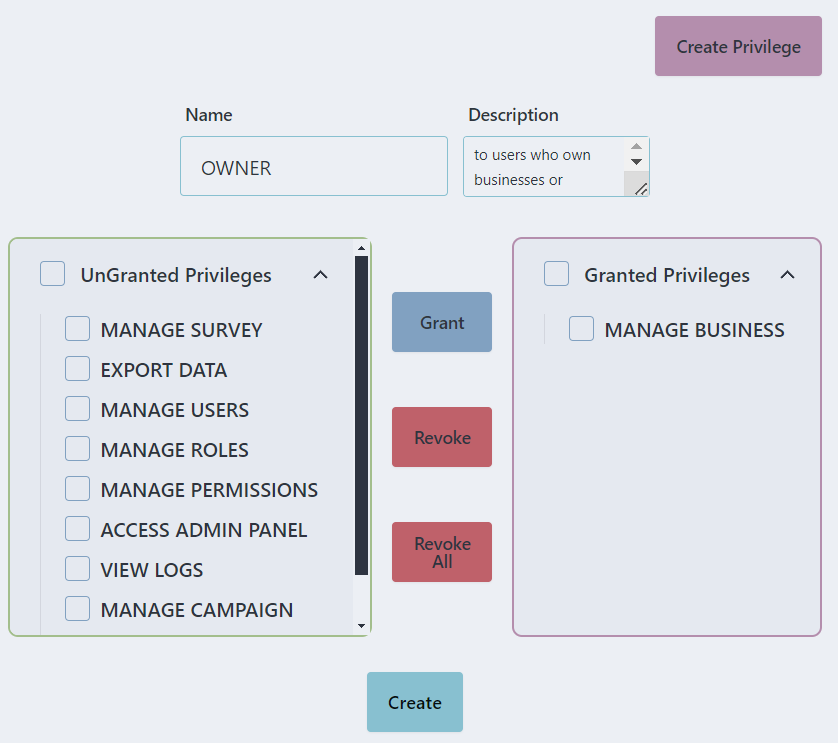 Create Privilege
Name
Description
OWNER
to users who own
businesses or
UnGranted Privileges
MANAGE SURVEY
EXPORT DATA
MANAGE USERS
MANAGE ROLES
MANAGE PERMISSIONS
ACCESS ADMIN PANEL
VIEW LOGS
MANAGE CAMPAIGN
Grant
Revoke
Revoke
All
Granted Privileges
MANAGE BUSINESS
Create